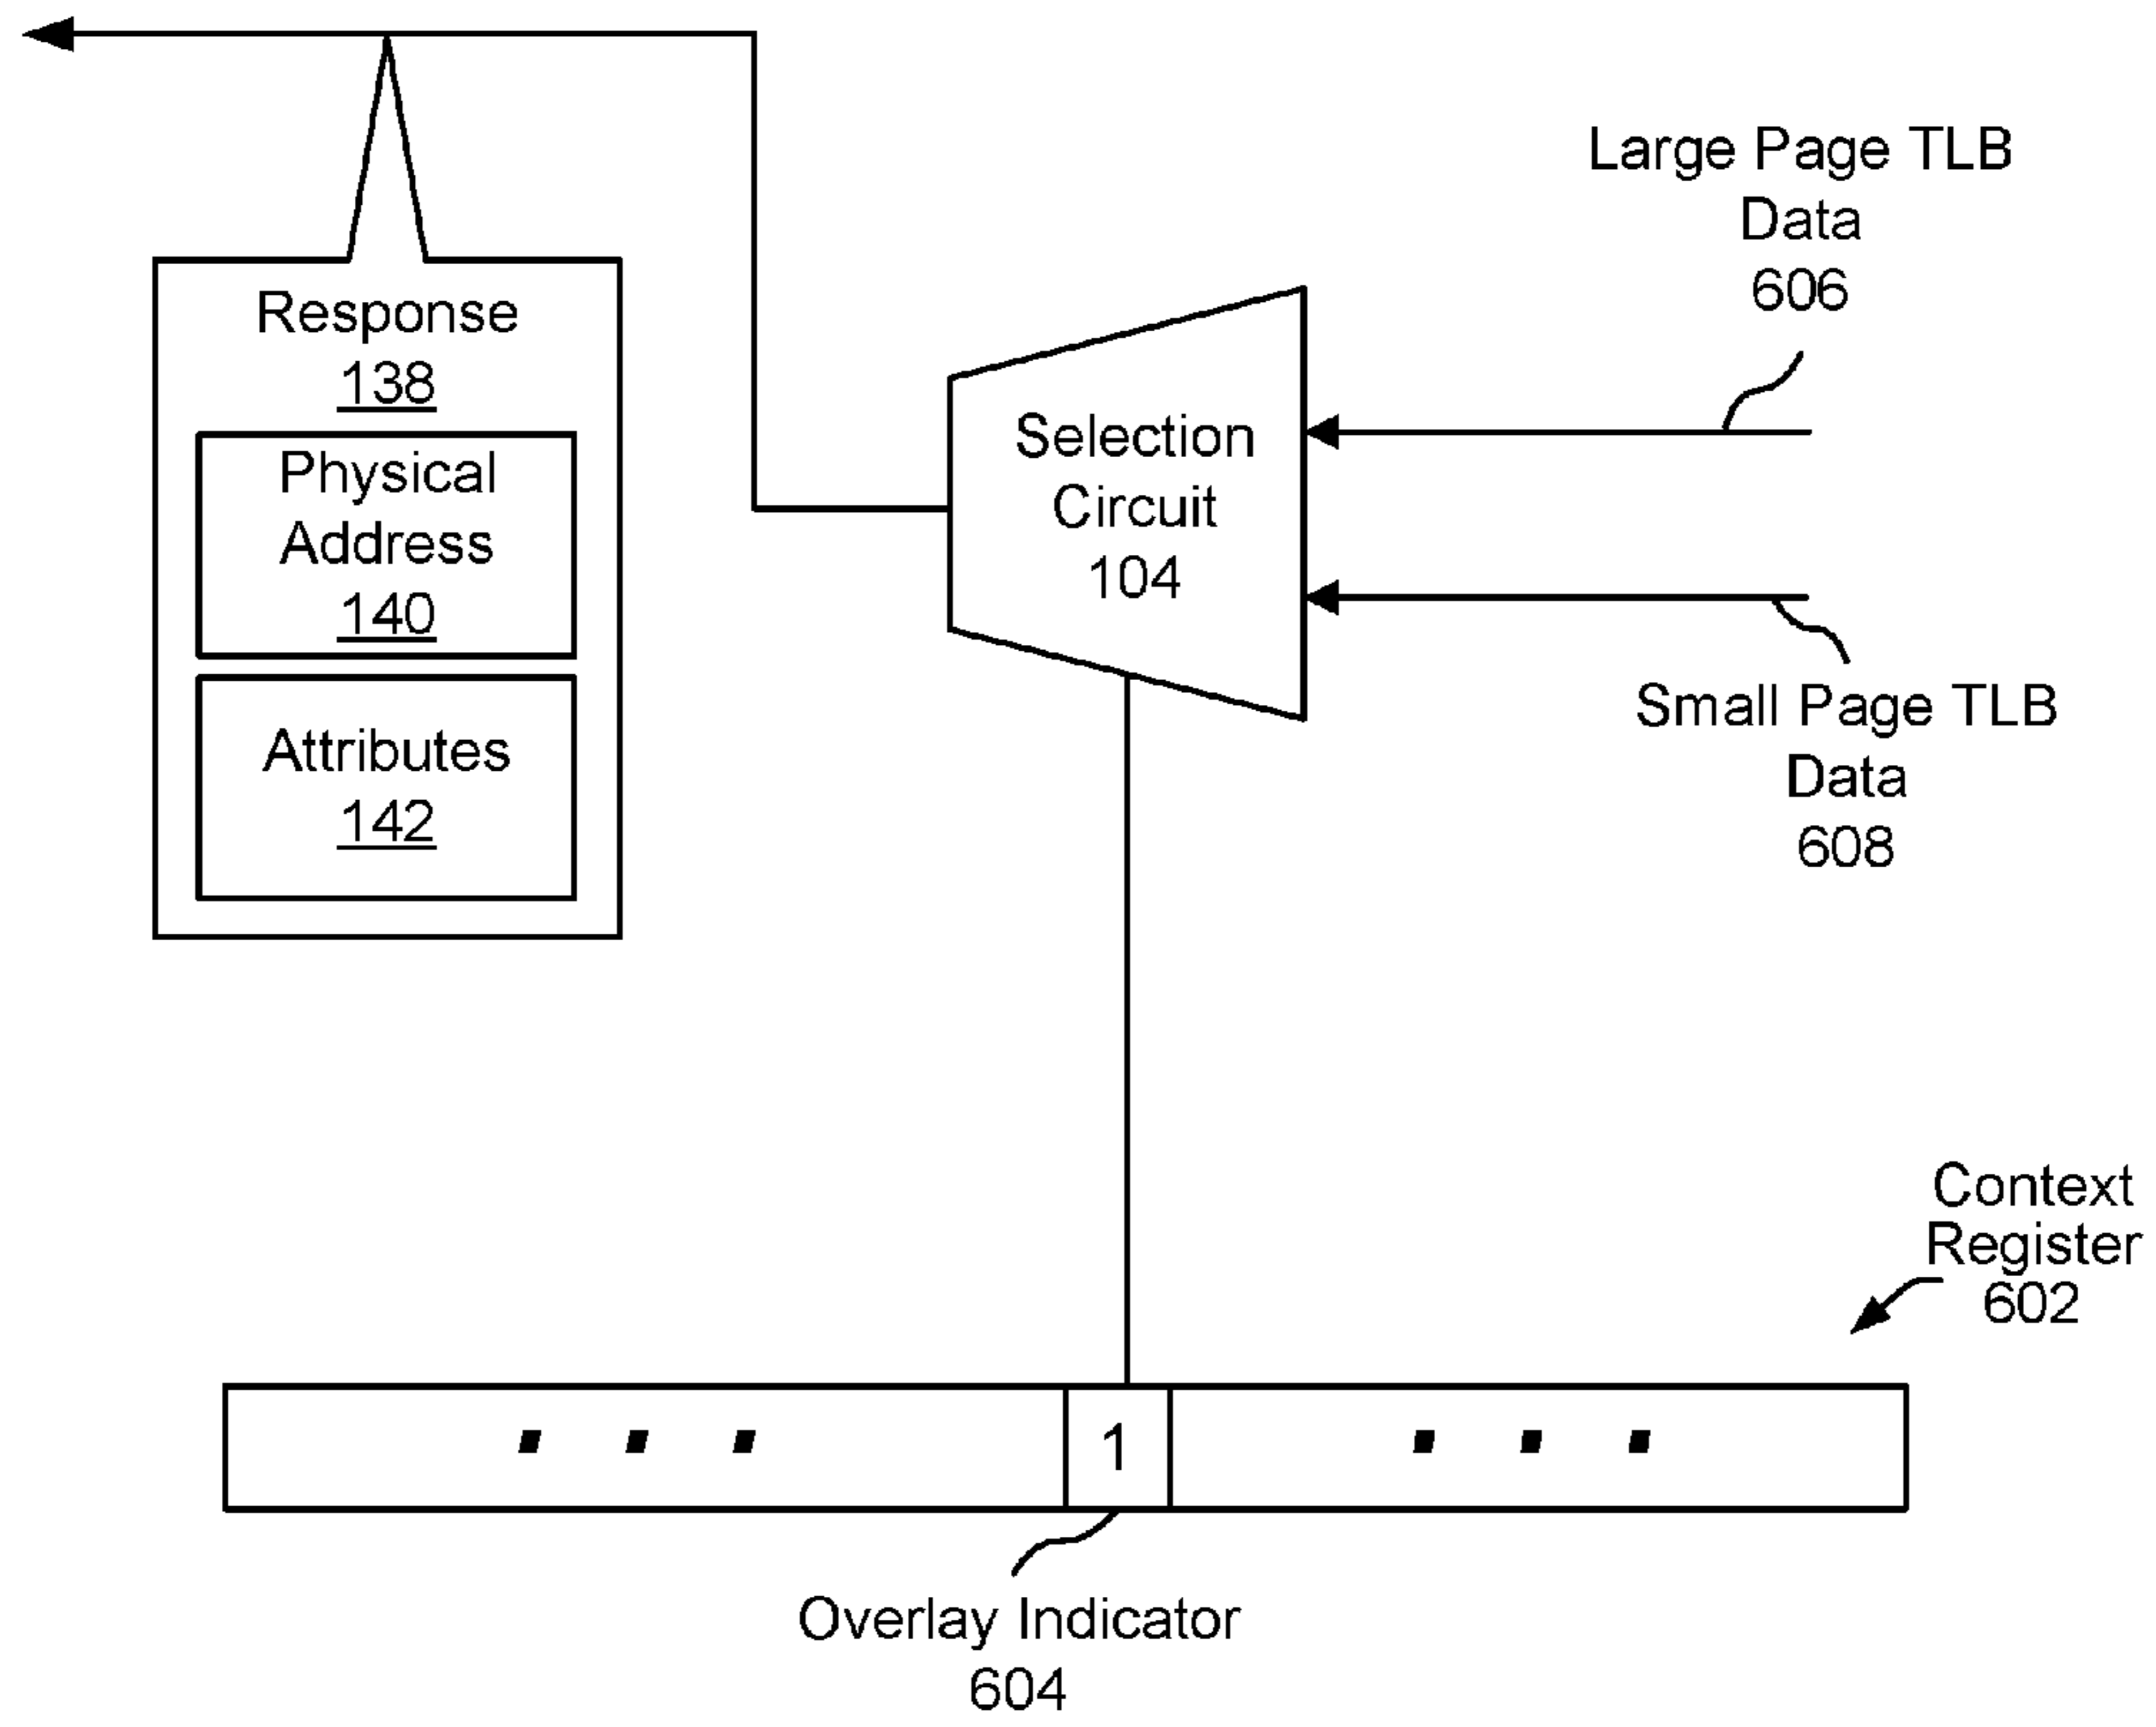 Large Page TLB
Data
606
Response
138
Physical
Address
140
Attributes
142
Selection
Circuit
104
Small Page TLB
Data
608
Context
Register
602
1
Overlay Indicator
604